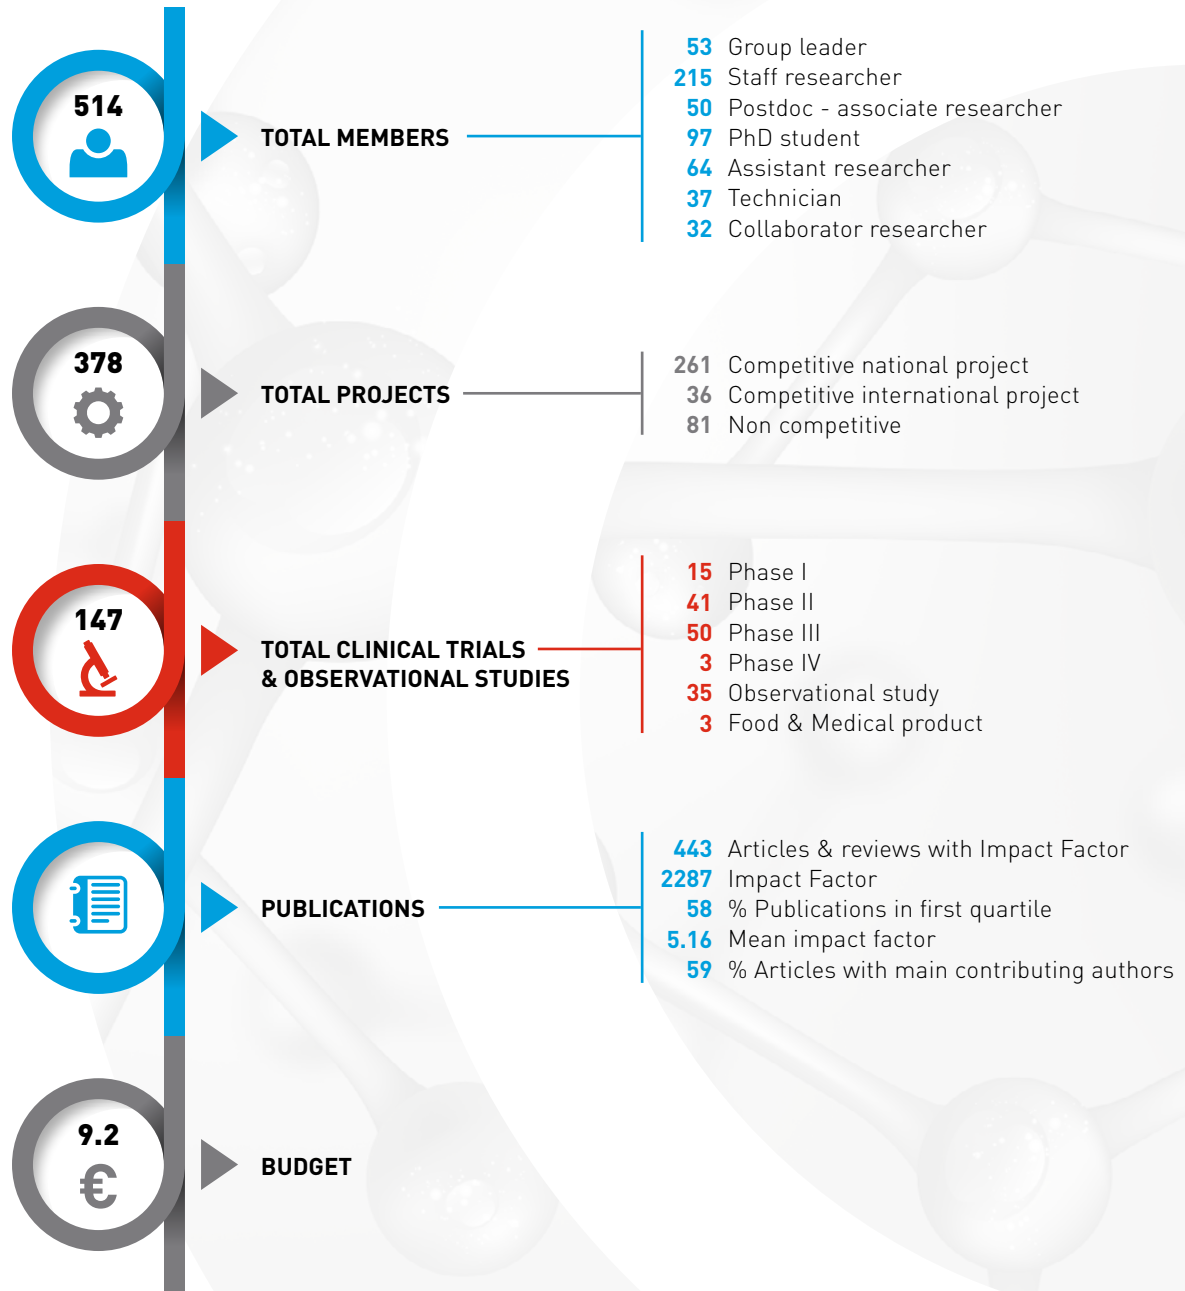 514
TOTAL MEMBERS
53 Group leader
215 Staff researcher
50 Postdoc - associate researcher
97 PhD student
64 Assistant researcher
37 Technician
32 Collaborator researcher
378
TOTAL PROJECTS
261 Competitive national project
36 Competitive international project
81 Non competitive
147
TOTAL CLINICAL TRIALS
& OBSERVATIONAL STUDIES
15 Phase I
41 Phase II
50 Phase III
3 Phase IV
35 Observational study
3 Food & Medical product
PUBLICATIONS
443 Articles & reviews with Impact Factor
2287 Impact Factor
58 % Publications in first quartile
5.16 Mean impact factor
59 % Articles with main contributing authors
9.2
€
BUDGET